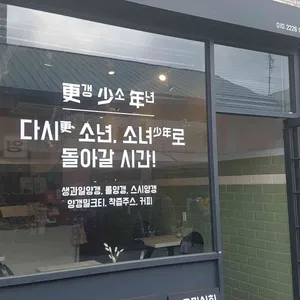 010.2225
更갱 少소 年년
다시更 소년, 소녀少年로
돌아갈 시간!
생과일양갱, 롤양갱, 스시양갱
양갱밀크티, 착즙주스, 커피